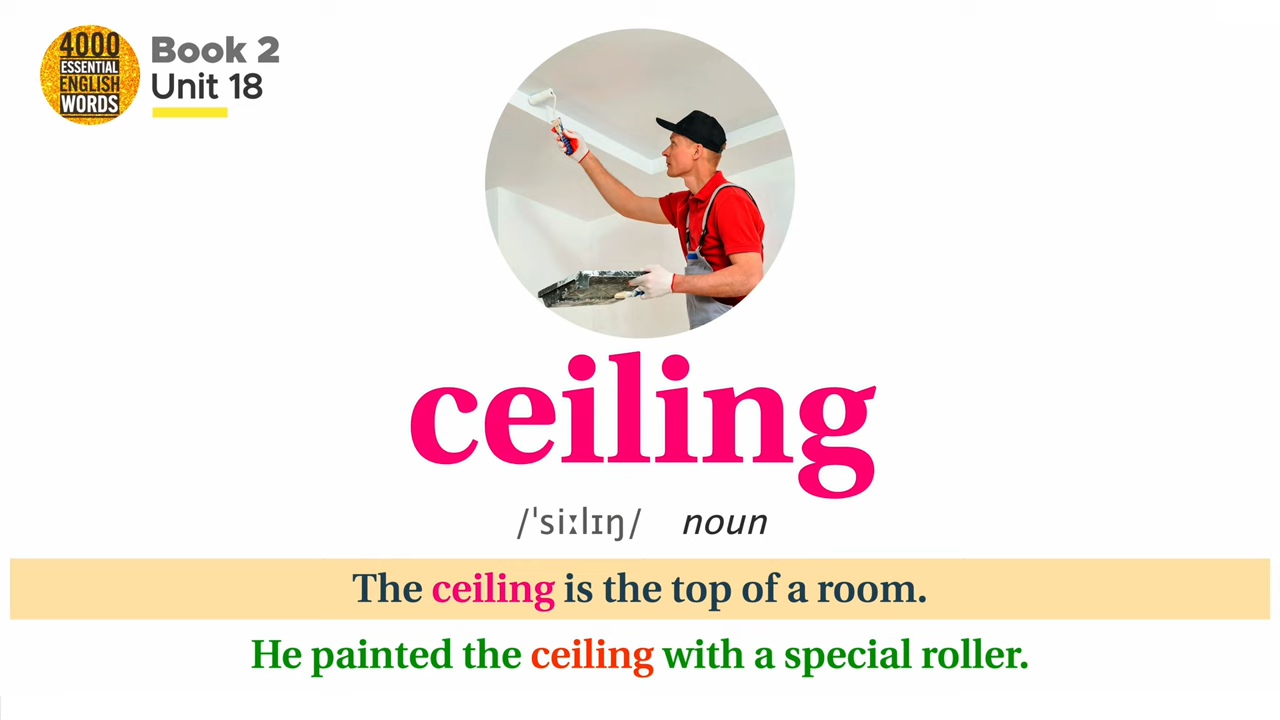 4000
ESSENTIAL
ENGLISH
WORDS
Book 2
Unit 18
ceiling
/ˈsiːlɪŋ/ noun
The ceiling is the top of a room.
He painted the ceiling with a special roller.